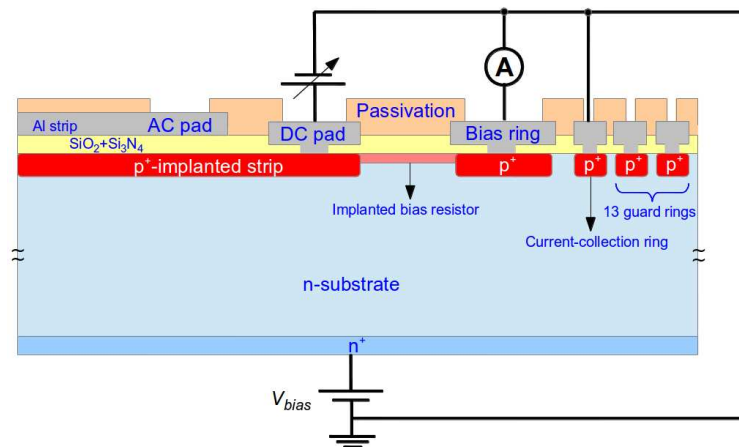 A
Passivation
Al strip
AC pad
DC pad
Bias ring
SiO2+Si3N4
p+-implanted strip
p+
p+
p+
p+
Implanted bias resistor
13 guard rings
Current-collection ring
≈
≈
n-substrate
n+
Vbias